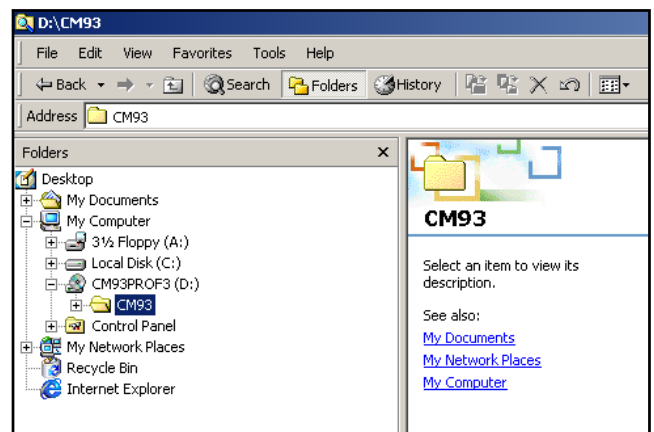 D:\CM93
File Edit View Favorites Tools Help
Back Search Folders History
Address CM93
Folders
Desktop
My Documents
My Computer
3½ Floppy (A:)
Local Disk (C:)
CM93PROF3 (D:)
CM93
Control Panel
My Network Places
Recycle Bin
Internet Explorer
CM93
Select an item to view its
description.
See also:
My Documents
My Network Places
My Computer